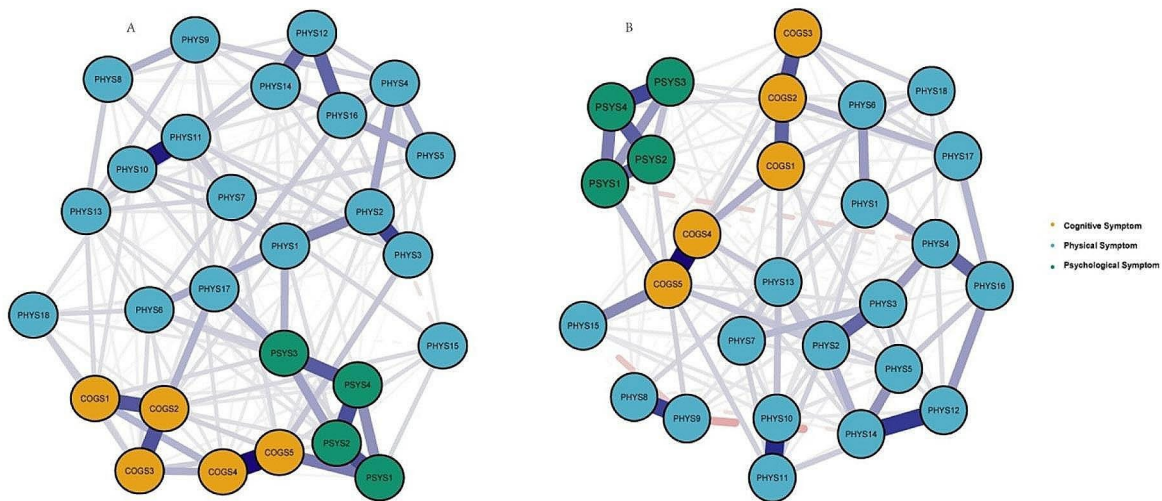 A
PHYS12
PHYS9
PHYS8
PHYS14
PHYS4
PHYS16
PHYS11
PHYS5
PHYS10
PHYS7
PHYS13
PHYS2
PHYS1
PHYS3
PHYS17
PHYS6
PHYS18
PHYS15
PSYS3
PSYS4
COGS1
COGS2
PSYS2
COGS5
COGS3
COGS4
PSYS1
B
COGS3
PSYS3
PHYS18
COGS2
PSYS4
PHYS6
PSYS2
PHYS17
COGS1
PSYS1
PHYS1
COGS4
PHYS4
COGS5
PHYS13
PHYS16
PHYS3
PHYS15
PHYS7
PHYS2
PHYS5
PHYS8
PHYS9
PHYS10
PHYS12
PHYS14
PHYS11
Cognitive Symptom
Physical Symptom
Psychological Symptom